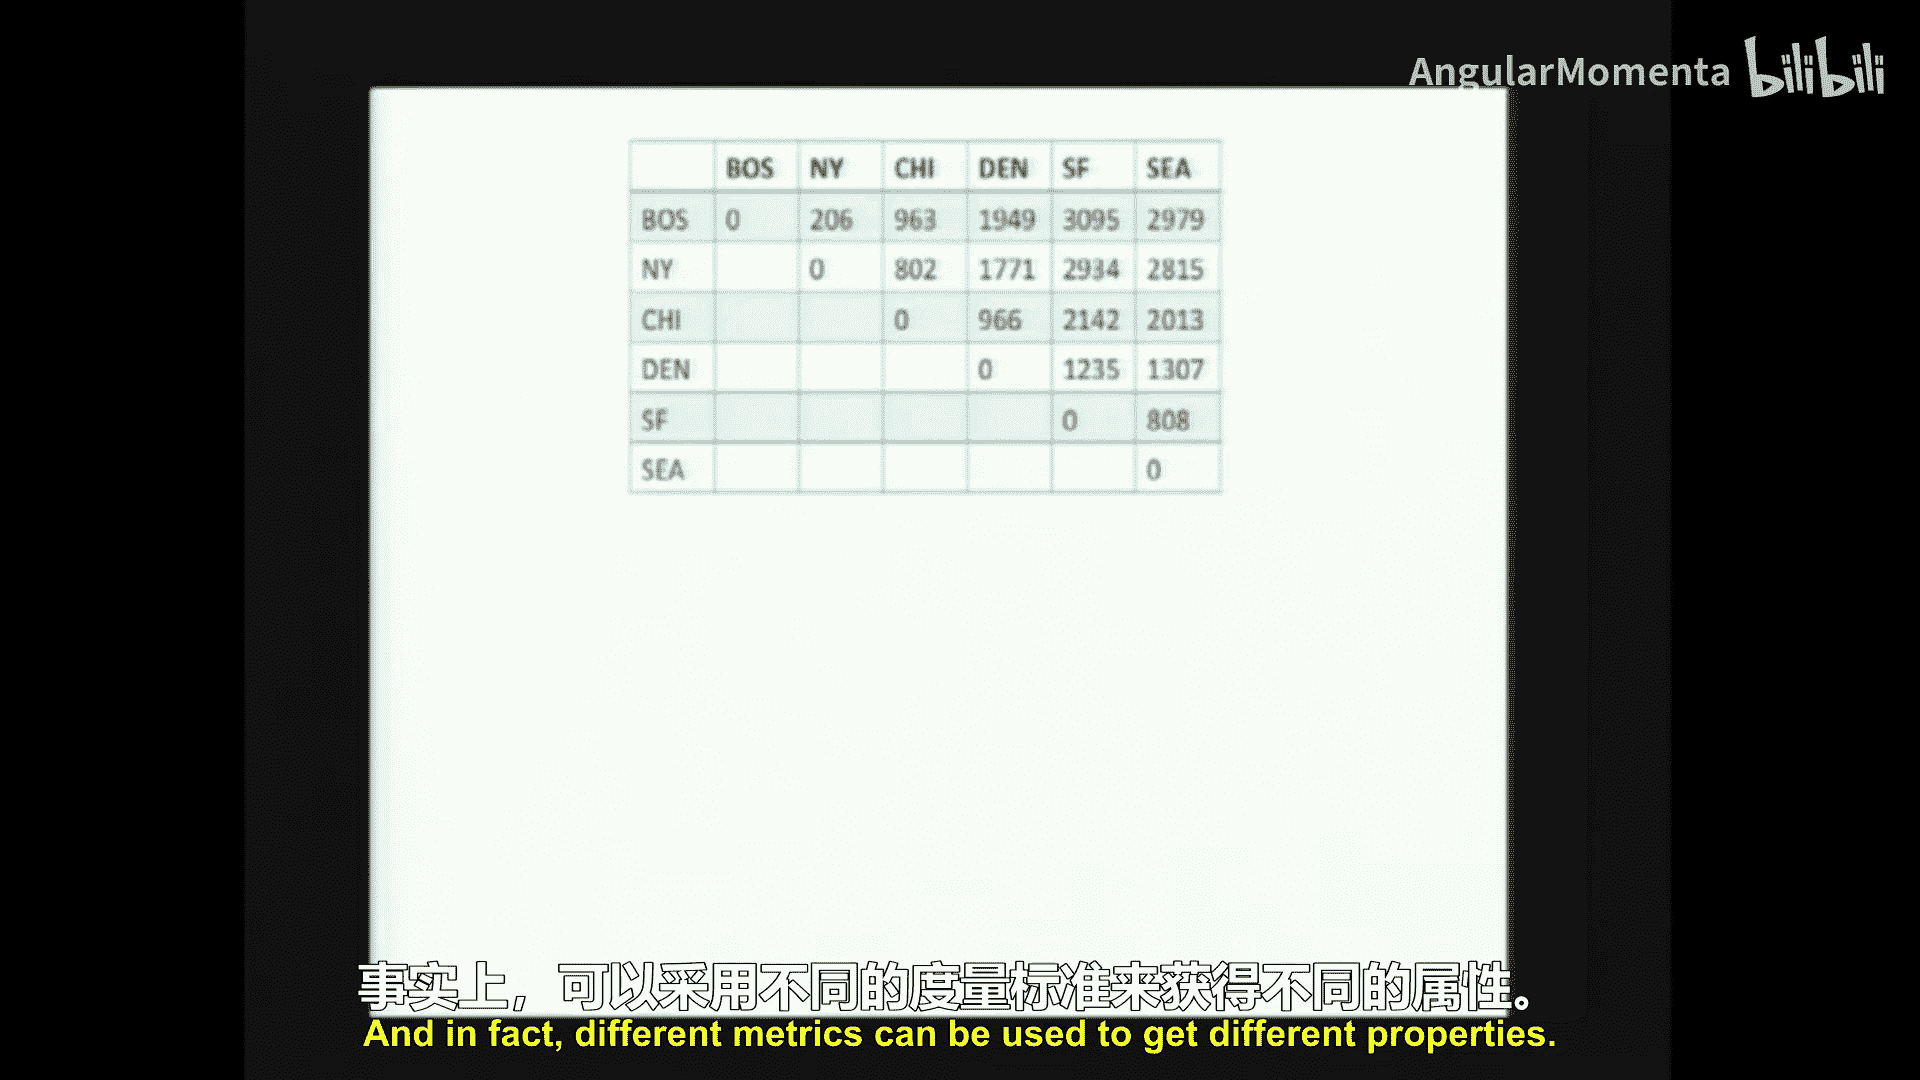 AngularMomenta bilibili
BOS NY CHI DEN SF SEA
BOS 0 206 963 1949 3095 2979
NY 0 802 1771 2934 2815
CHI 0 966 2142 2013
DEN 0 1235 1307
SF 0 808
SEA 0
事实上，可以采用不同的度量标准来获得不同的属性。
And in fact, different metrics can be used to get different properties.